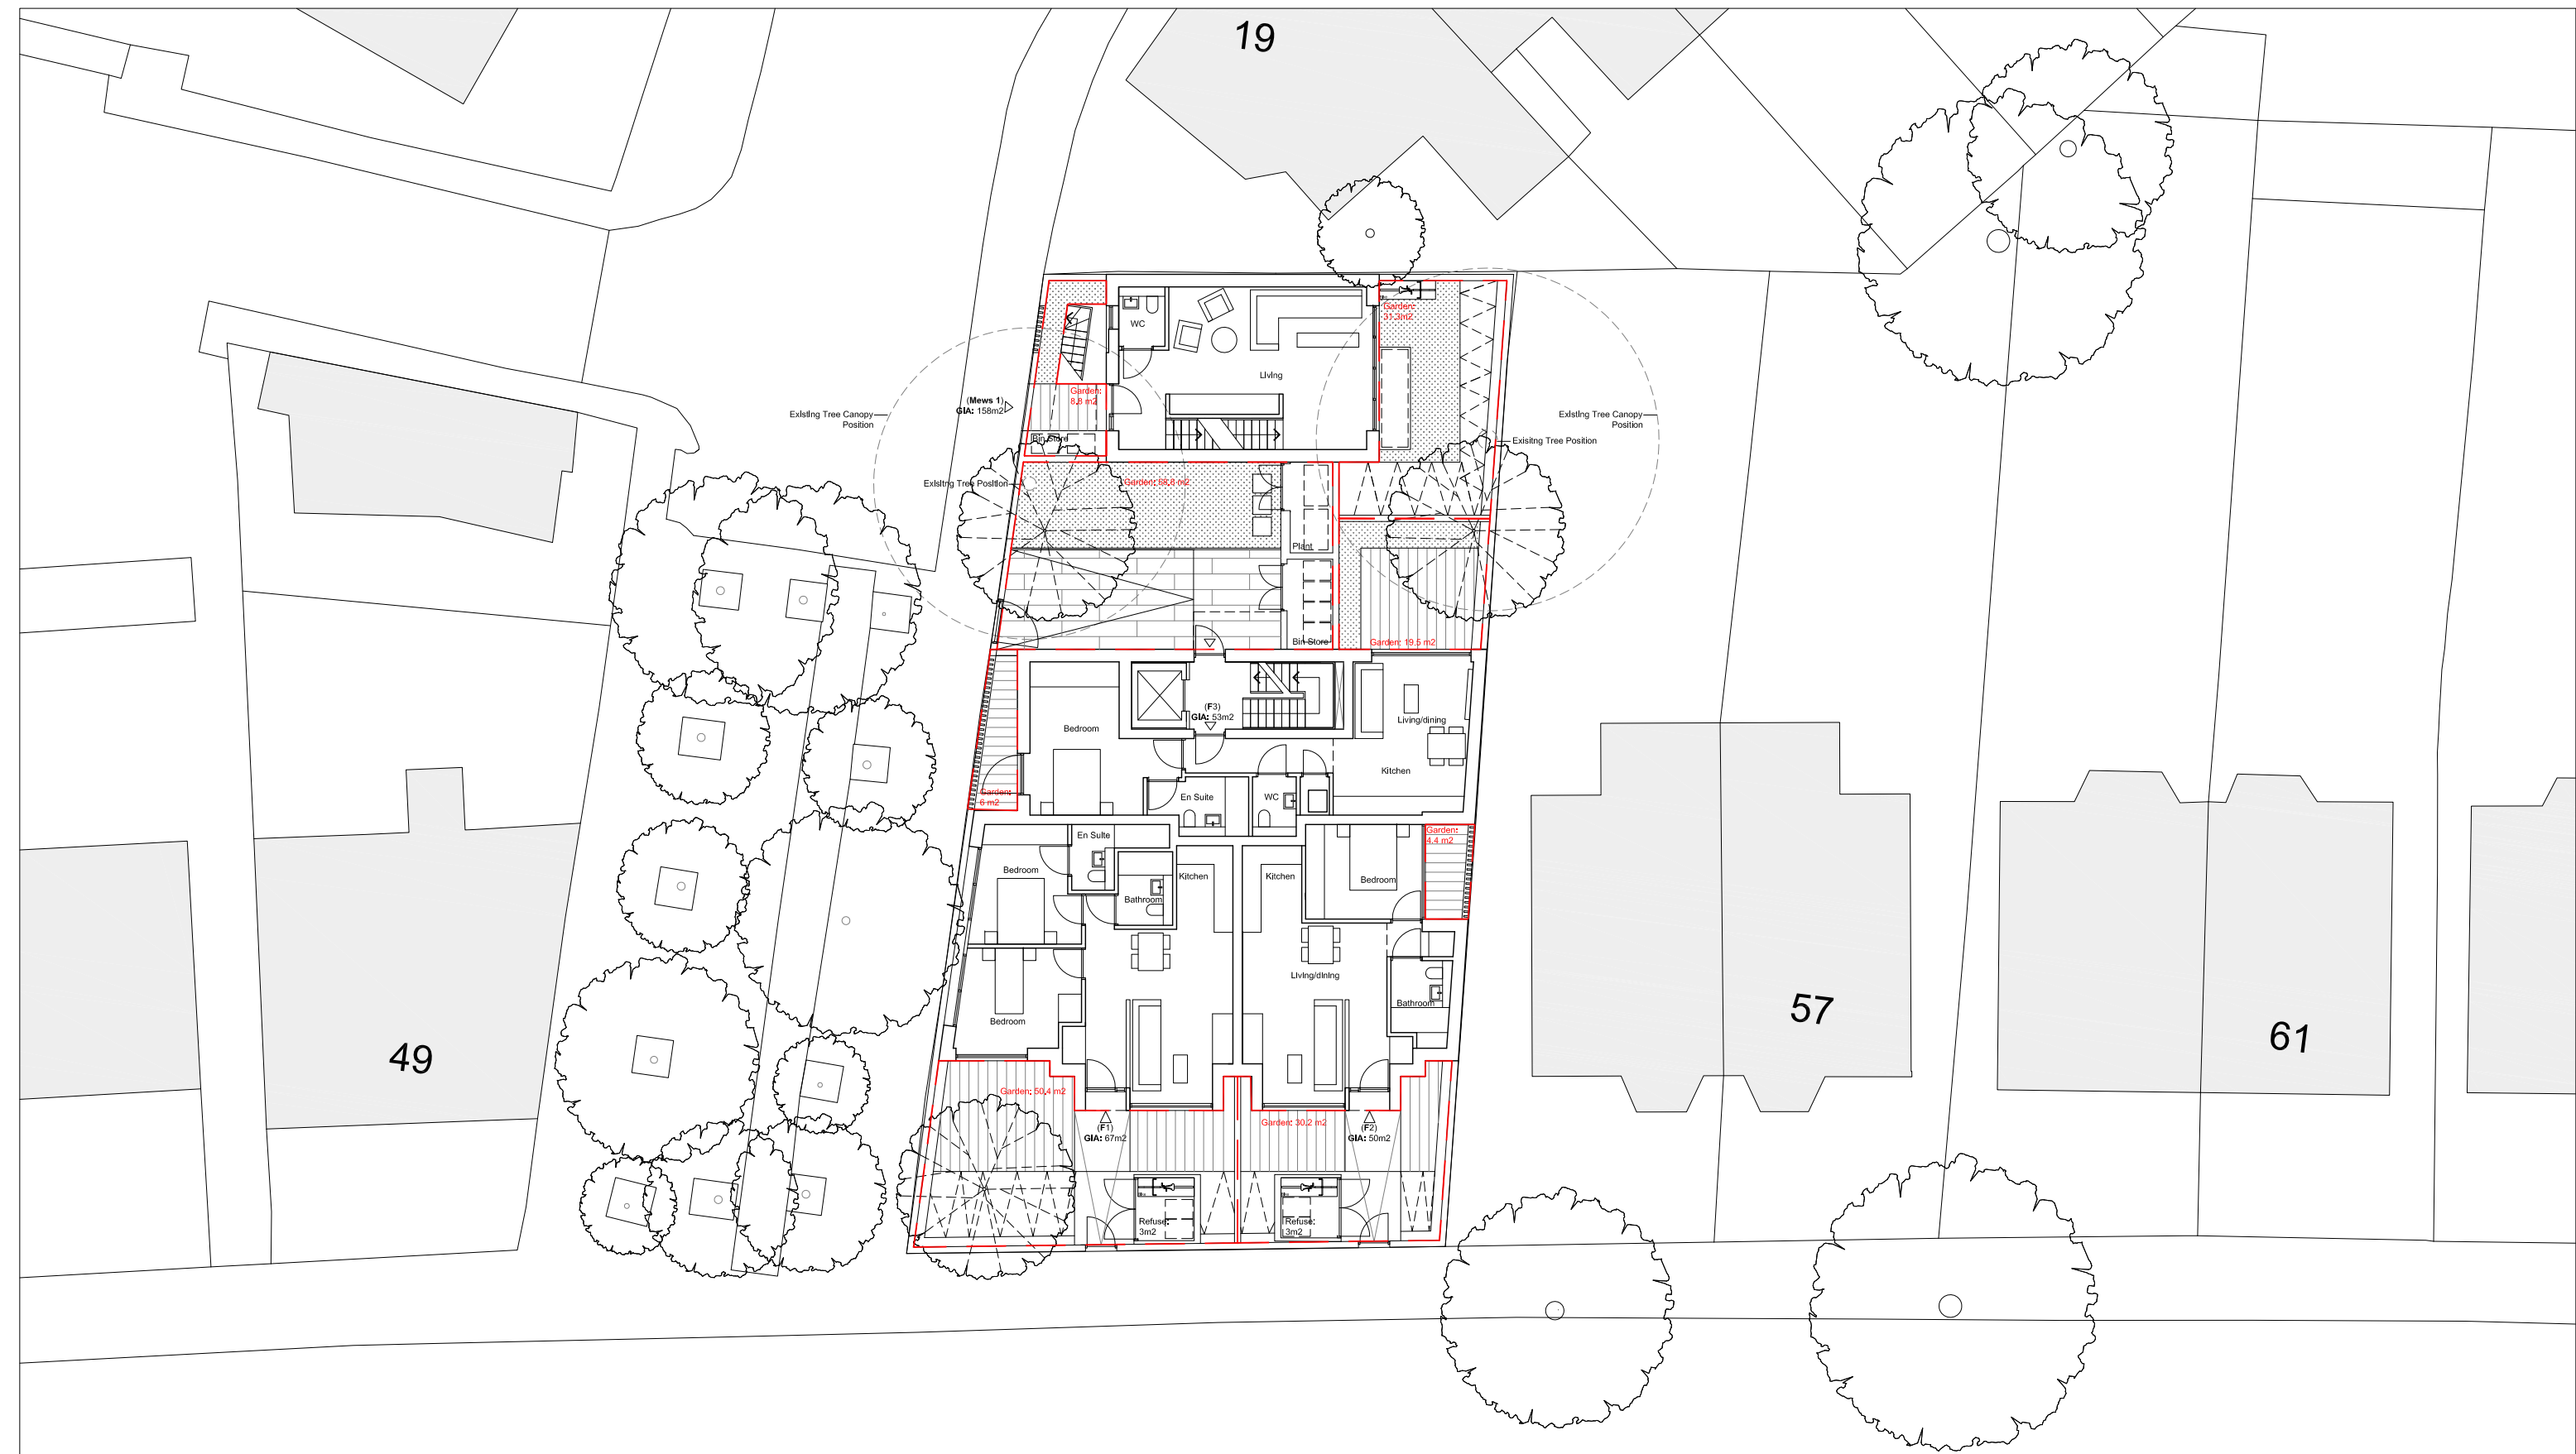 19
Garden:
31.3m2
WC
Living
(Mews 1)
GIA: 158m2
Garden:
8.8 m2
Existing Tree Canopy
Position
Existing Tree Canopy
Position
Bin Store
Exisitng Tree Position
Exisitng Tree Position
Garden: 58.8 m2
Plant
Bin Store
Garden: 19.5 m2
(F3)
GIA: 53m2
Bedroom
Living/dining
Kitchen
Garden:
6 m2
En Suite
WC
En Suite
Garden:
4.4 m2
Bedroom
Kitchen
Kitchen
Bedroom
Bathroom
Living/dining
Bathroom
Bedroom
57
61
49
Garden: 50.4 m2
Garden: 30.2 m2
(F1)
GIA: 67m2
(F2)
GIA: 50m2
Refuse:
3m2
Refuse:
3m2